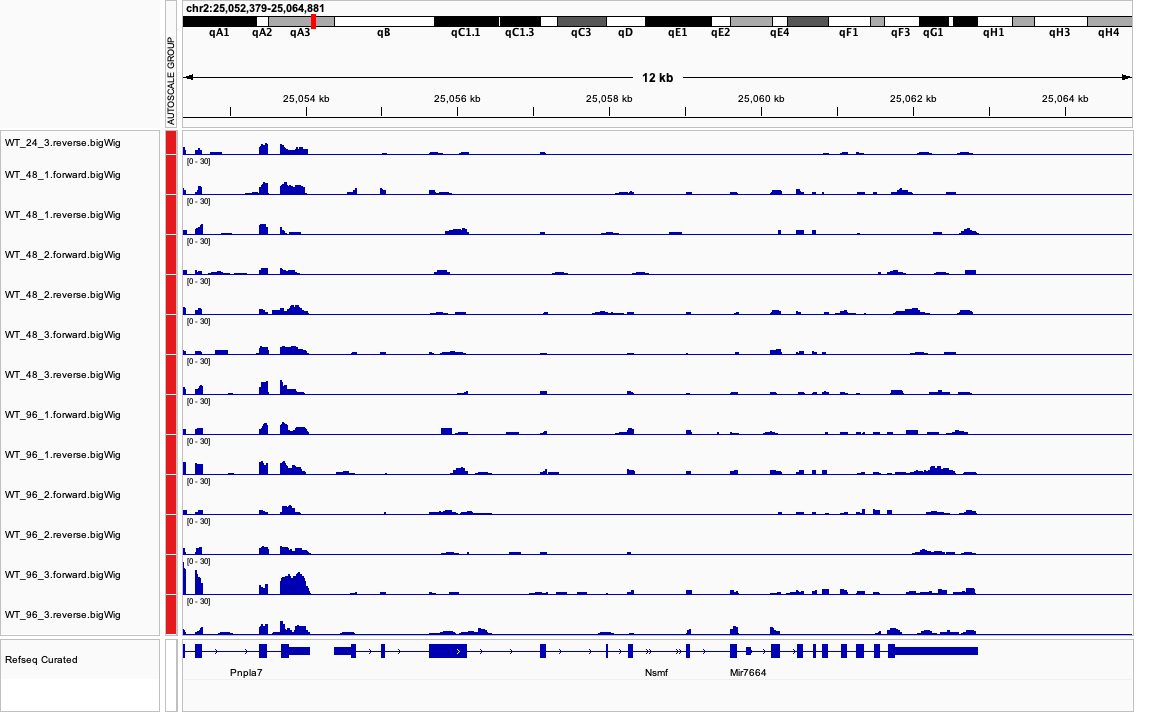 chr2:25,052,379-25,064,881
qA1 qA2 qA3 qB qC1.1 qC1.3 qC3 qD qE1 qE2 qE4 qF1 qF3 qG1 qH1 qH3 qH4
AUTOSCALE GROUP
12 kb
25,054 kb 25,056 kb 25,058 kb 25,060 kb 25,062 kb 25,064 kb
WT_24_3.reverse.bigWig
[0 - 30]
WT_48_1.forward.bigWig
[0 - 30]
WT_48_1.reverse.bigWig
[0 - 30]
WT_48_2.forward.bigWig
[0 - 30]
WT_48_2.reverse.bigWig
[0 - 30]
WT_48_3.forward.bigWig
[0 - 30]
WT_48_3.reverse.bigWig
[0 - 30]
WT_96_1.forward.bigWig
[0 - 30]
WT_96_1.reverse.bigWig
[0 - 30]
WT_96_2.forward.bigWig
[0 - 30]
WT_96_2.reverse.bigWig
[0 - 30]
WT_96_3.forward.bigWig
[0 - 30]
WT_96_3.reverse.bigWig
Refseq Curated
Pnpla7 Nsmf Mir7664